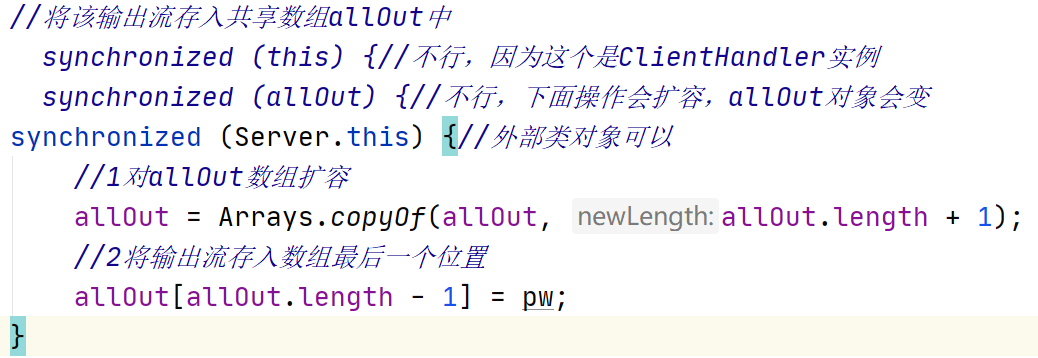 //将该输出流存入共享数组allOut中
synchronized (this) {//不行，因为这个是ClientHandler实例
synchronized (allOut) {//不行，下面操作会扩容，allOut对象会变
synchronized (Server.this) {//外部类对象可以
//1对allOut数组扩容
allOut = Arrays.copyOf(allOut, newLength: allOut.length + 1);
//2将输出流存入数组最后一个位置
allOut[allOut.length - 1] = pw;
}